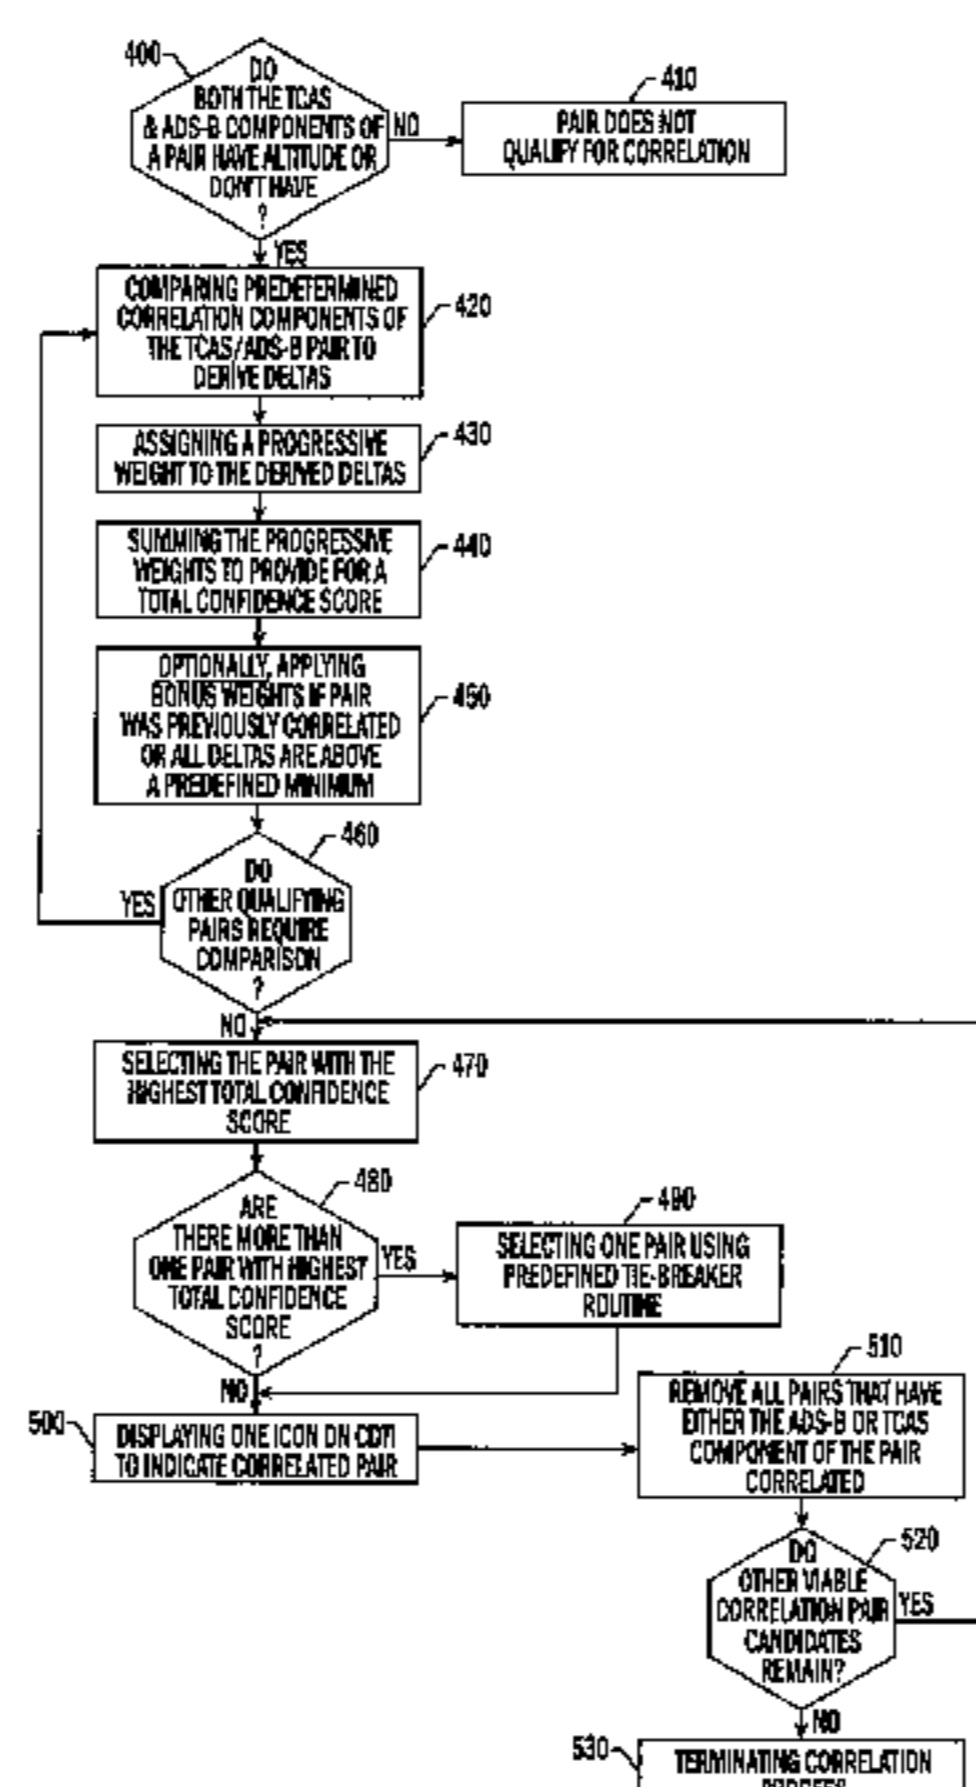 400
DO
BOTH THE TCAS
& ADS-B COMPONENTS OF
A PAIR HAVE ALTITUDE OR
DON'T HAVE
?
NO
410
PAIR DOES NOT
QUALIFY FOR CORRELATION
YES
COMPARING PREDETERMINED
CORRELATION COMPONENTS OF
THE TCAS/ADS-B PAIR TO
DERIVE DELTAS
420
ASSIGNING A PROGRESSIVE
WEIGHT TO THE DERIVED DELTAS
430
SUMMING THE PROGRESSIVE
WEIGHTS TO PROVIDE FOR A
TOTAL CONFIDENCE SCORE
440
OPTIONALLY, APPLYING
BONUS WEIGHTS IF PAIR
WAS PREVIOUSLY CORRELATED
OR ALL DELTAS ARE ABOVE
A PREDEFINED MINIMUM
450
460
DO
OTHER QUALIFYING
PAIRS REQUIRE
COMPARISON
?
YES
NO
SELECTING THE PAIR WITH THE
HIGHEST TOTAL CONFIDENCE
SCORE
470
480
ARE
THERE MORE THAN
ONE PAIR WITH HIGHEST
TOTAL CONFIDENCE
SCORE
?
YES
490
SELECTING ONE PAIR USING
PREDEFINED TIE-BREAKER
ROUTINE
NO
500
DISPLAYING ONE ICON ON CDTI
TO INDICATE CORRELATED PAIR
510
REMOVE ALL PAIRS THAT HAVE
EITHER THE ADS-B OR TCAS
COMPONENT OF THE PAIR
CORRELATED
520
DO
OTHER VIABLE
CORRELATION PAIR
CANDIDATES
REMAIN?
YES
NO
530
TERMINATING CORRELATION